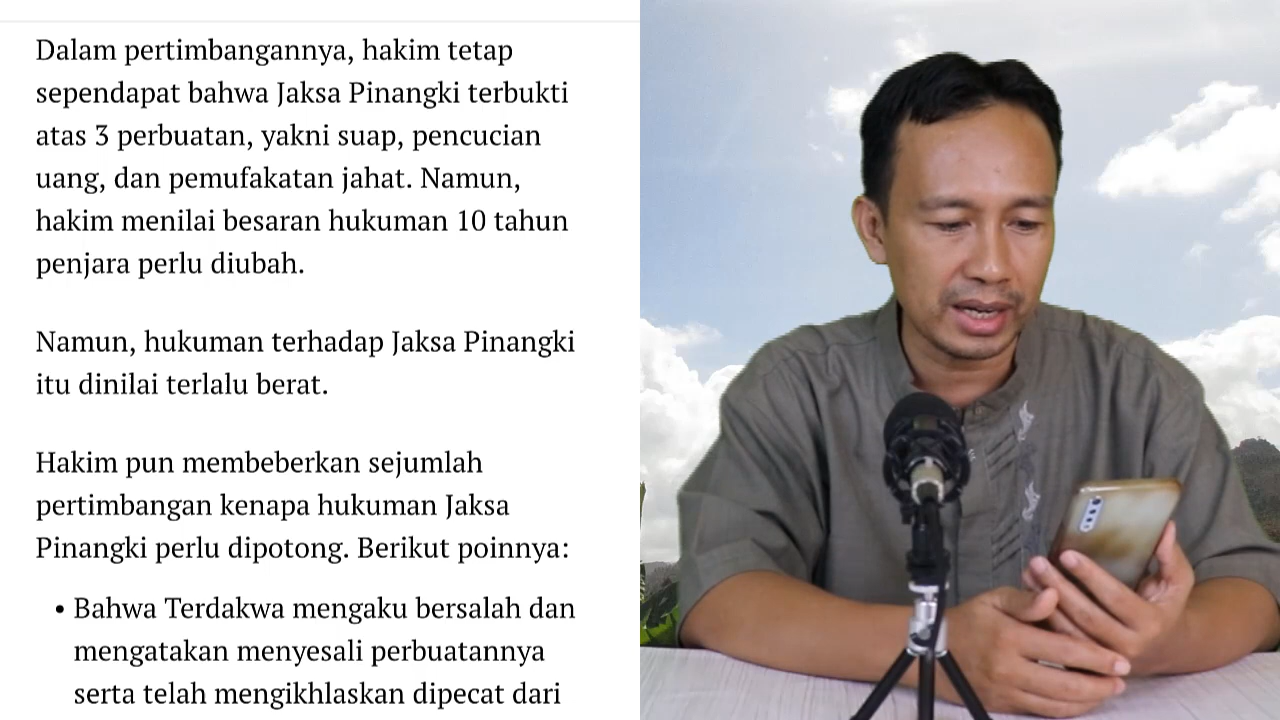 Dalam pertimbangannya, hakim tetap
sependapat bahwa Jaksa Pinangki terbukti
atas 3 perbuatan, yakni suap, pencucian
uang, dan pemufakatan jahat. Namun,
hakim menilai besaran hukuman 10 tahun
penjara perlu diubah.
Namun, hukuman terhadap Jaksa Pinangki
itu dinilai terlalu berat.
Hakim pun membeberkan sejumlah
pertimbangan kenapa hukuman Jaksa
Pinangki perlu dipotong. Berikut poinnya:
• Bahwa Terdakwa mengaku bersalah dan
mengatakan menyesali perbuatannya
serta telah mengikhlaskan dipecat dari